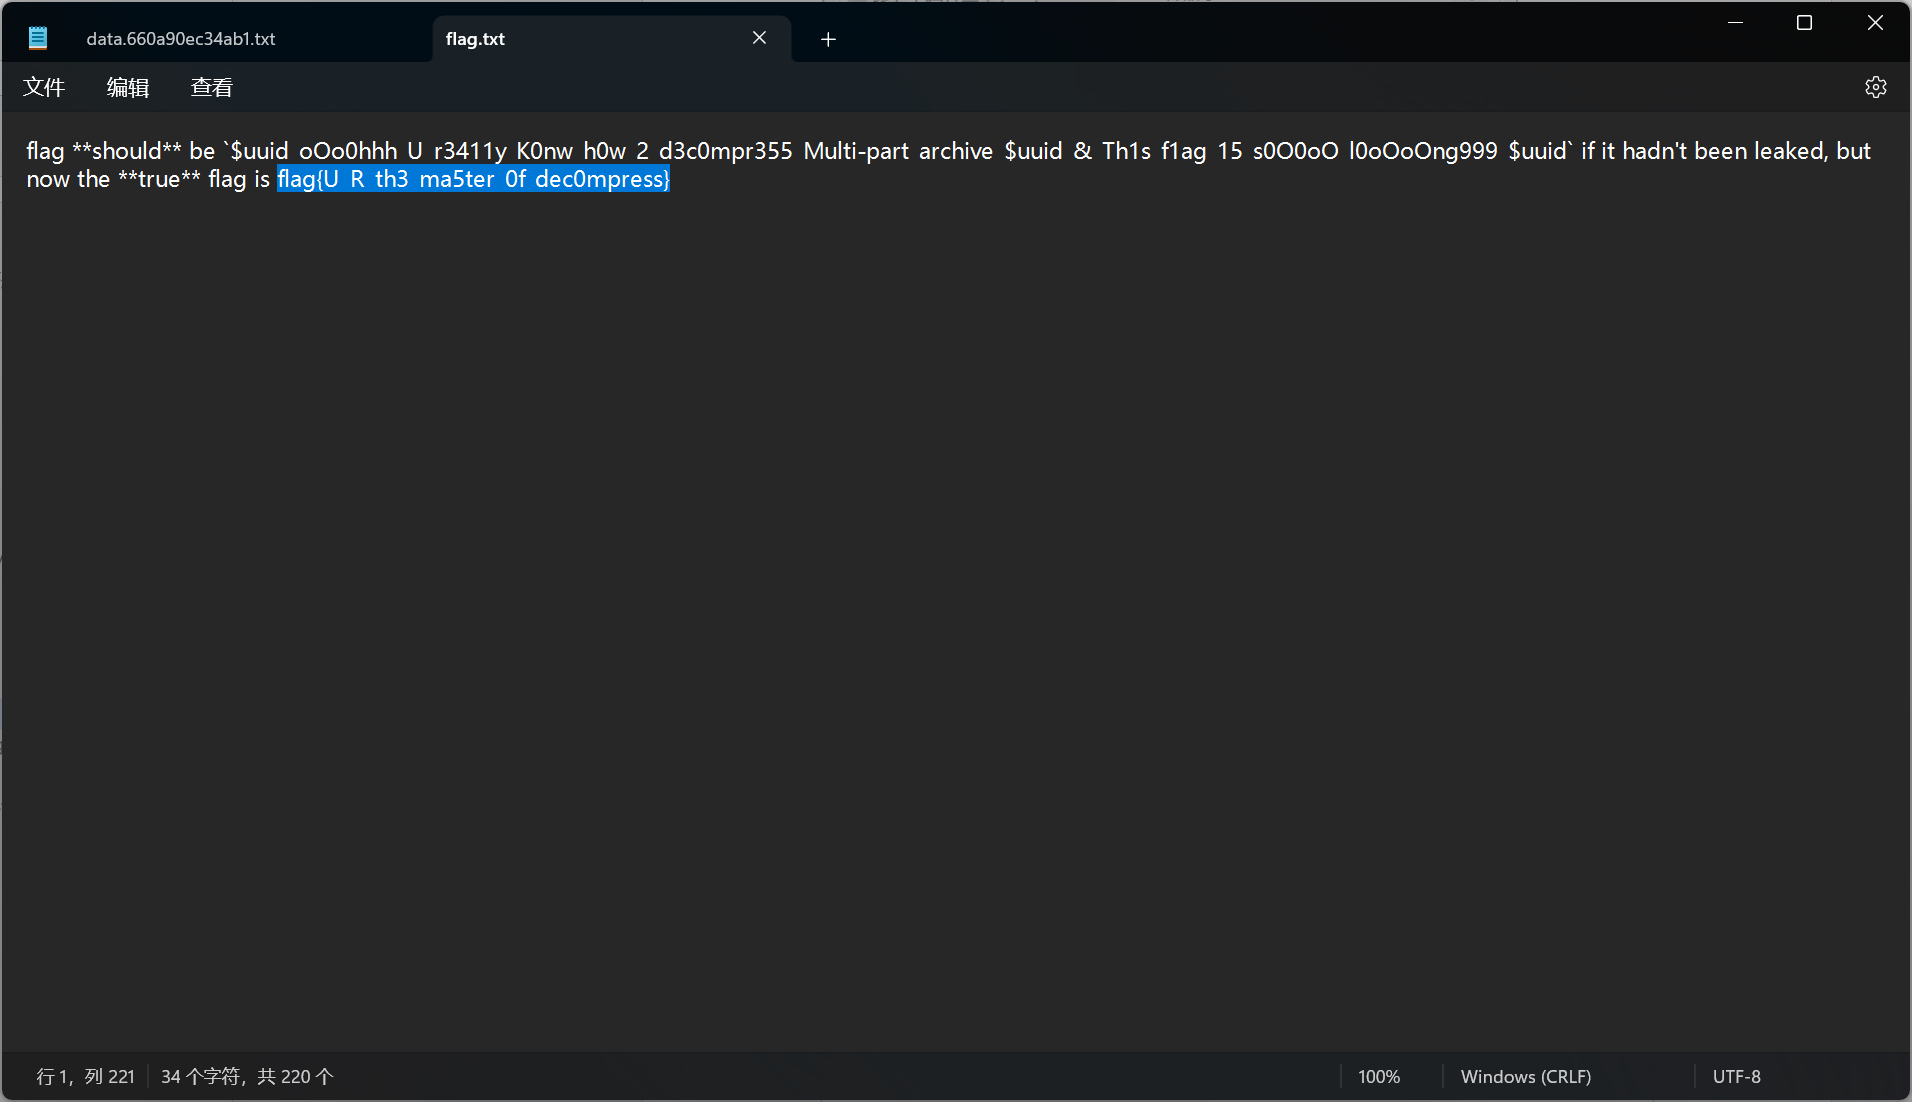 data.660a90ec34ab1.txt
flag.txt
文件 编辑 查看
flag **should** be `$uuid oOo0hhh U r3411y K0nw h0w 2 d3c0mpr355 Multi-part archive $uuid & Th1s f1ag 15 s0O0oO l0oOoOng999 $uuid` if it hadn't been leaked, but
now the **true** flag is flag{U R th3 ma5ter 0f dec0mpress}
行 1，列 221 34 个字符，共 220 个 100% Windows (CRLF) UTF-8